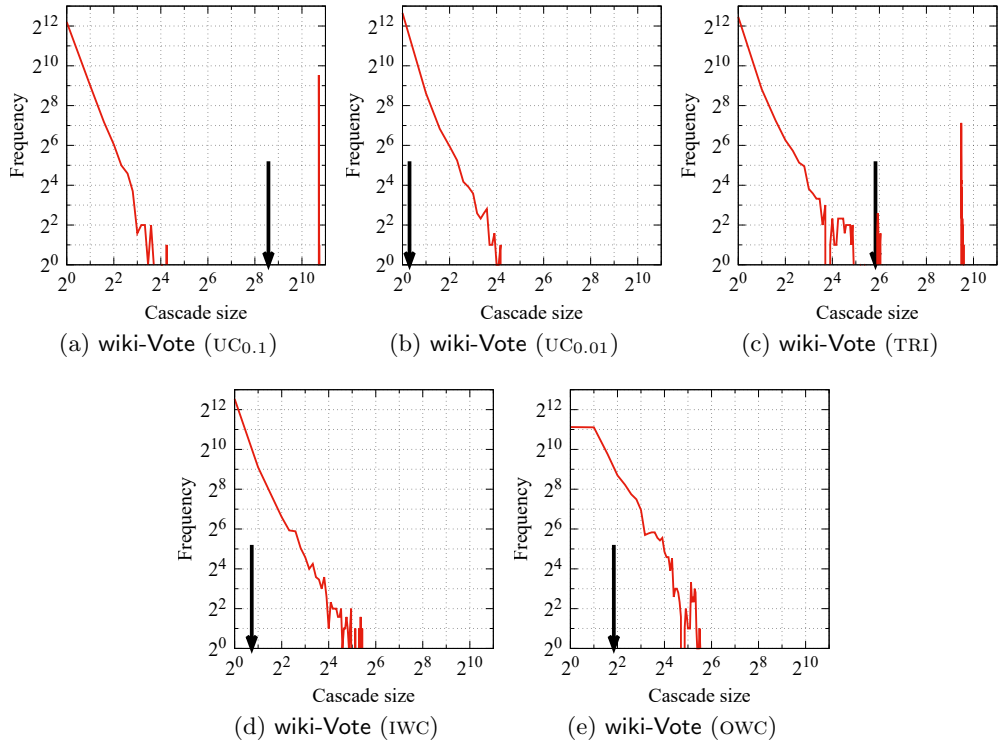 2^12
2^10
2^8
2^6
2^4
2^2
2^0
Frequency
2^0 2^2 2^4 2^6 2^8 2^10
Cascade size
(a) wiki-Vote (UC_0.1)
2^12
2^10
2^8
2^6
2^4
2^2
2^0
Frequency
2^0 2^2 2^4 2^6 2^8 2^10
Cascade size
(b) wiki-Vote (UC_0.01)
2^12
2^10
2^8
2^6
2^4
2^2
2^0
Frequency
2^0 2^2 2^4 2^6 2^8 2^10
Cascade size
(c) wiki-Vote (TRI)
2^12
2^10
2^8
2^6
2^4
2^2
2^0
Frequency
2^0 2^2 2^4 2^6 2^8 2^10
Cascade size
(d) wiki-Vote (IWC)
2^12
2^10
2^8
2^6
2^4
2^2
2^0
Frequency
2^0 2^2 2^4 2^6 2^8 2^10
Cascade size
(e) wiki-Vote (OWC)